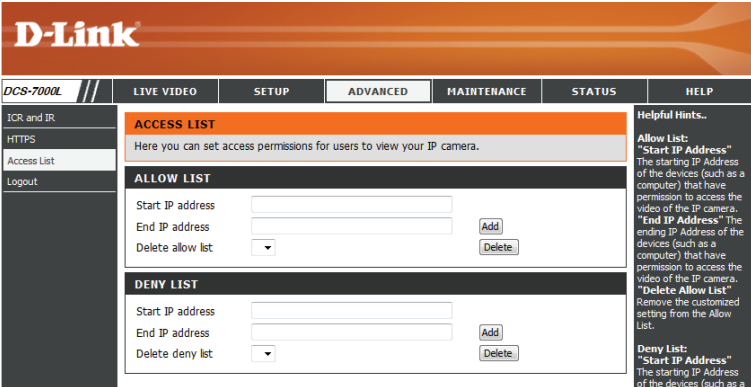 D-Link
DCS-7000L
LIVE VIDEO
SETUP
ADVANCED
MAINTENANCE
STATUS
HELP
ICR and IR
HTTPS
Access List
Logout
ACCESS LIST
Here you can set access permissions for users to view your IP camera.
ALLOW LIST
Start IP address
End IP address
Add
Delete allow list
Delete
DENY LIST
Start IP address
End IP address
Add
Delete deny list
Delete
Helpful Hints..
Allow List:
"Start IP Address"
The starting IP Address
of the devices (such as a
computer) that have
permission to access the
video of the IP camera.
"End IP Address" The
ending IP Address of the
devices (such as a
computer) that have
permission to access the
video of the IP camera.
"Delete Allow List"
Remove the customized
setting from the Allow
List.
Deny List:
"Start IP Address"
The starting IP Address
of the devices (such as a